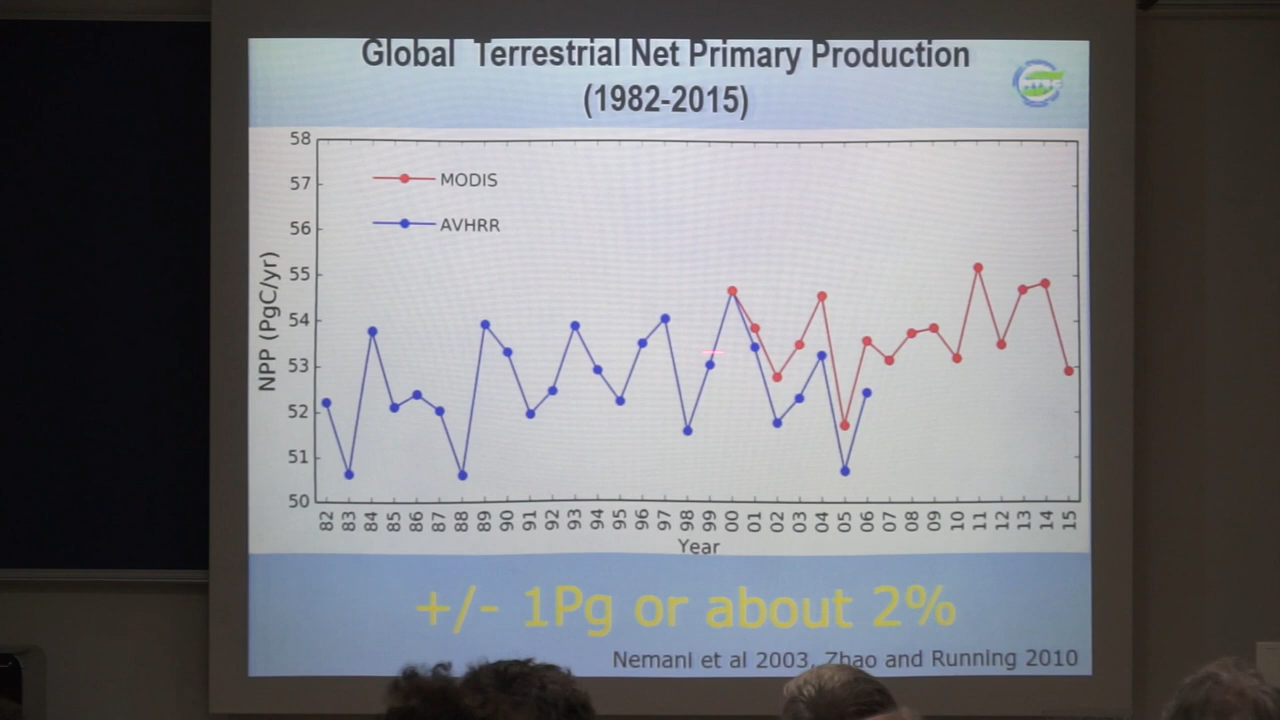 Global Terrestrial Net Primary Production
(1982-2015)
58
57
56
55
54
53
52
51
50
NPP (PgC/yr)
MODIS
AVHRR
82 83 84 85 86 87 88 89 90 91 92 93 94 95 96 97 98 99 00 01 02 03 04 05 06 07 08 09 10 11 12 13 14 15
Year
+/- 1Pg or about 2%
Nemani et al 2003, Zhao and Running 2010